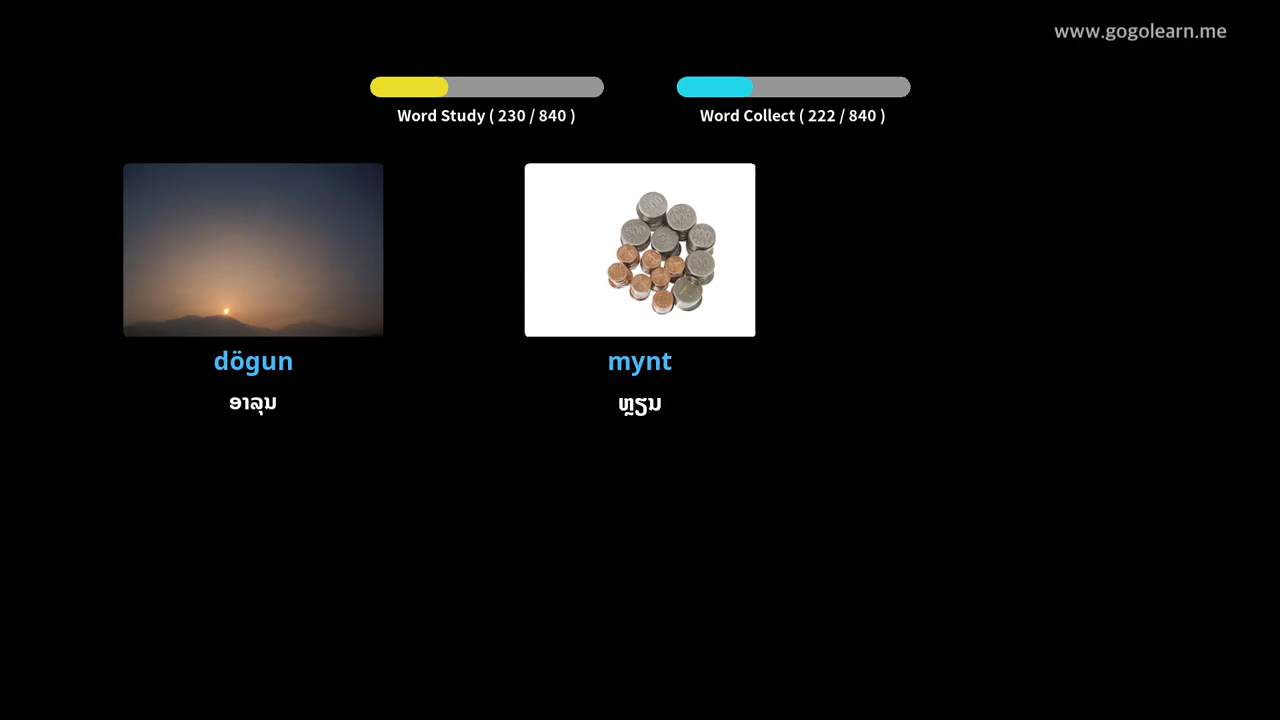 www.gogolearn.me
Word Study ( 230 / 840 )
Word Collect ( 222 / 840 )
dögun
mynt
ອາລຸນ
ຫຼຽນ